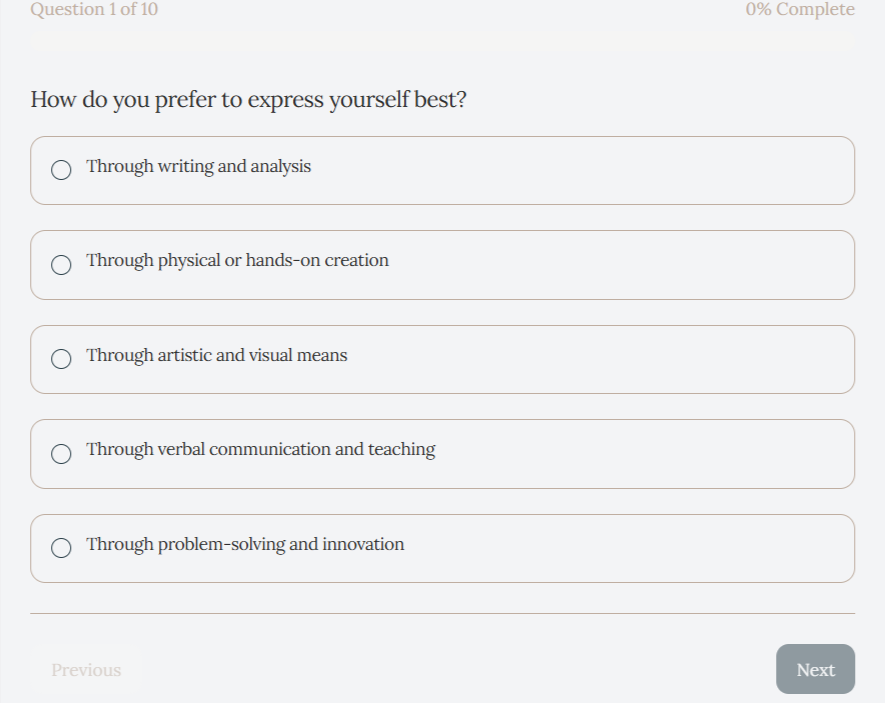 Question 1 of 10
0% Complete
How do you prefer to express yourself best?
Through writing and analysis
Through physical or hands-on creation
Through artistic and visual means
Through verbal communication and teaching
Through problem-solving and innovation
Previous
Next